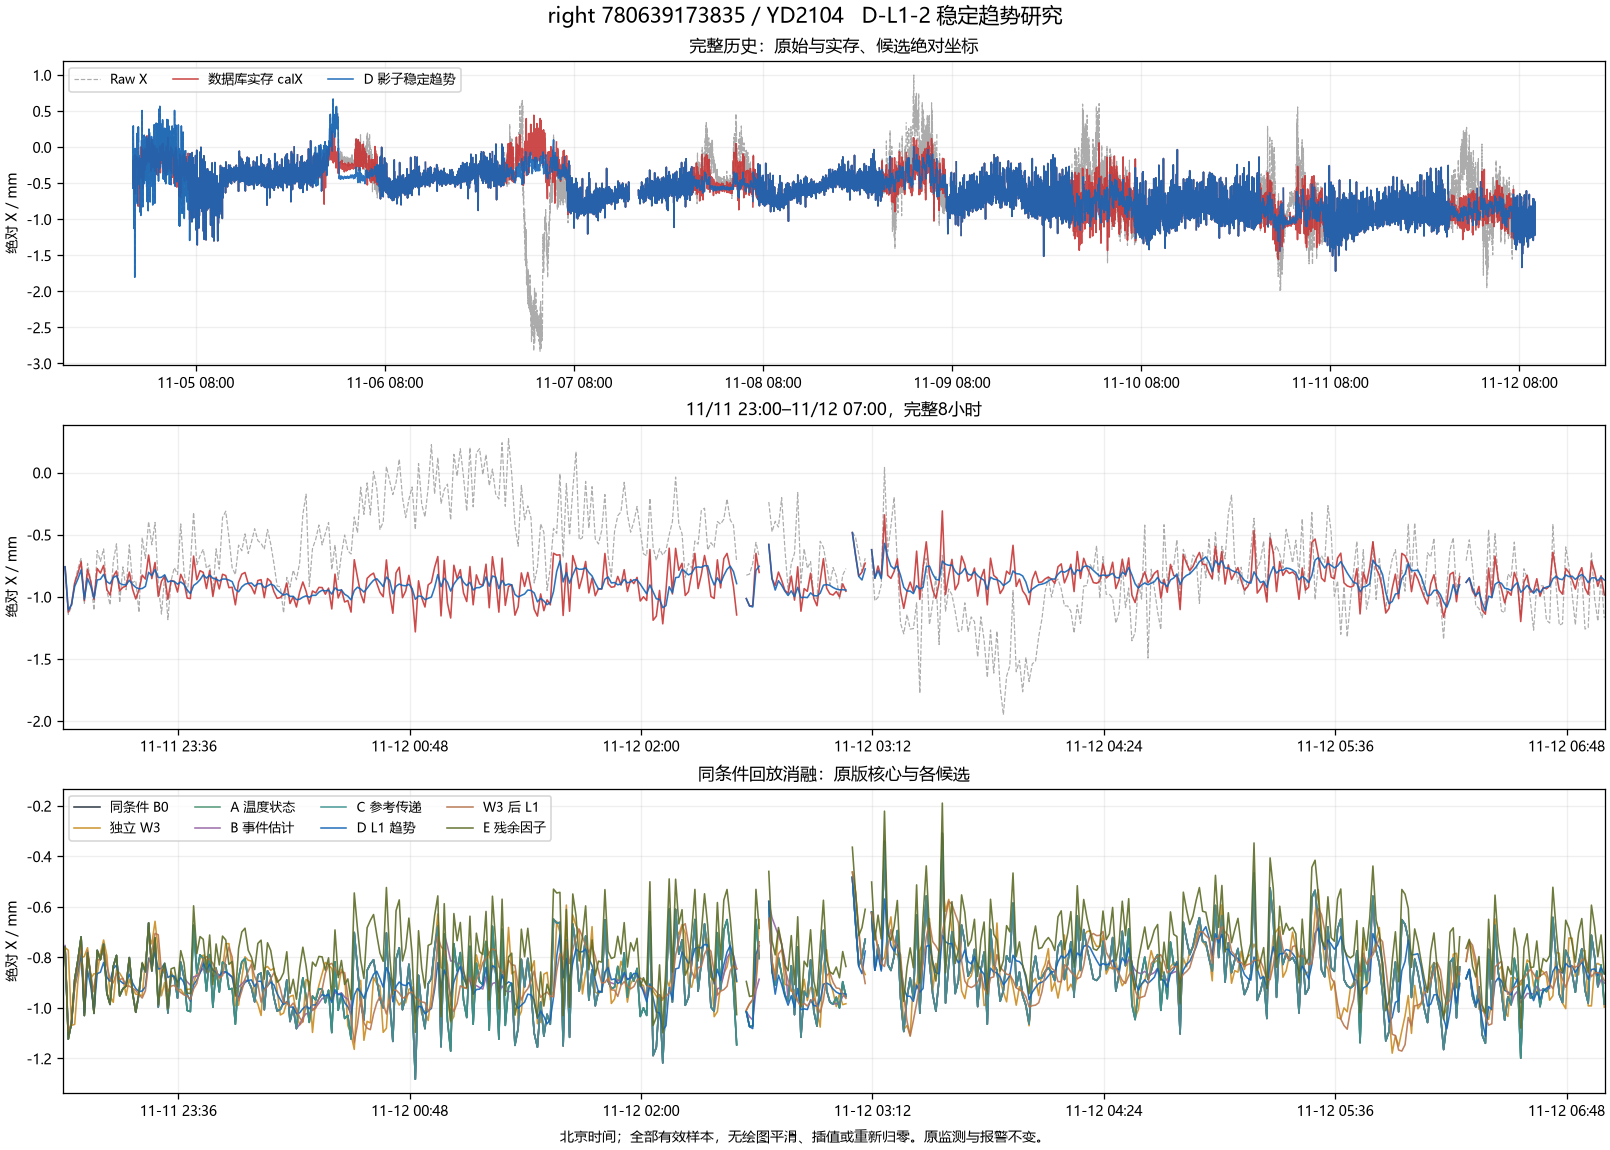 right 780639173835 / YD2104 D-L1-2 稳定趋势研究
完整历史：原始与实存、候选绝对坐标
Raw X 数据库实存 calX D 影子稳定趋势
绝对 X / mm
1.0
0.5
0.0
-0.5
-1.0
-1.5
-2.0
-2.5
-3.0
11-05 08:00 11-06 08:00 11-07 08:00 11-08 08:00 11-09 08:00 11-10 08:00 11-11 08:00 11-12 08:00
11/11 23:00–11/12 07:00，完整8小时
绝对 X / mm
0.0
-0.5
-1.0
-1.5
-2.0
11-11 23:36 11-12 00:48 11-12 02:00 11-12 03:12 11-12 04:24 11-12 05:36 11-12 06:48
同条件回放消融：原版核心与各候选
同条件 B0 A 温度状态 C 参考传递 W3 后 L1
独立 W3 B 事件估计 D L1 趋势 E 残余因子
绝对 X / mm
-0.2
-0.4
-0.6
-0.8
-1.0
-1.2
11-11 23:36 11-12 00:48 11-12 02:00 11-12 03:12 11-12 04:24 11-12 05:36 11-12 06:48
北京时间；全部有效样本，无绘图平滑、插值或重新归零。原监测与报警不变。